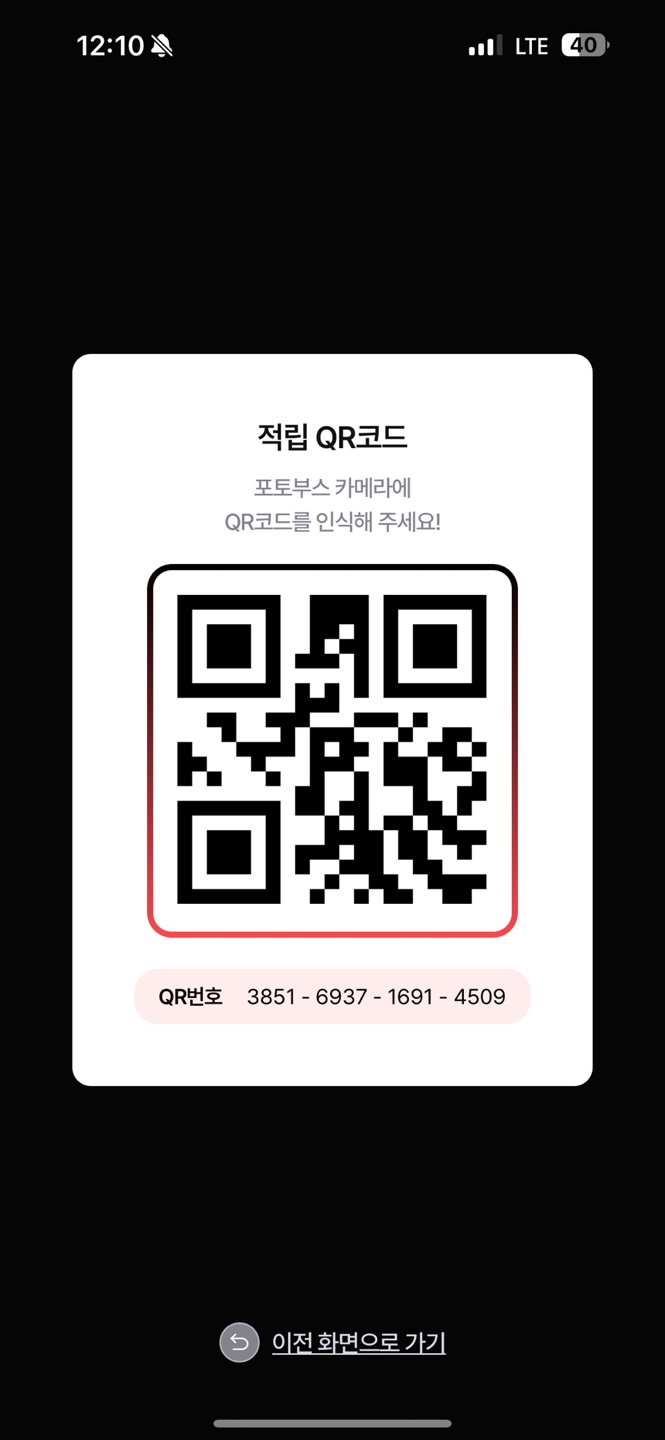 12:10
LTE 40
적립 QR코드
포토부스 카메라에
QR코드를 인식해 주세요!
QR번호 3851 - 6937 - 1691 - 4509
이전 화면으로 가기